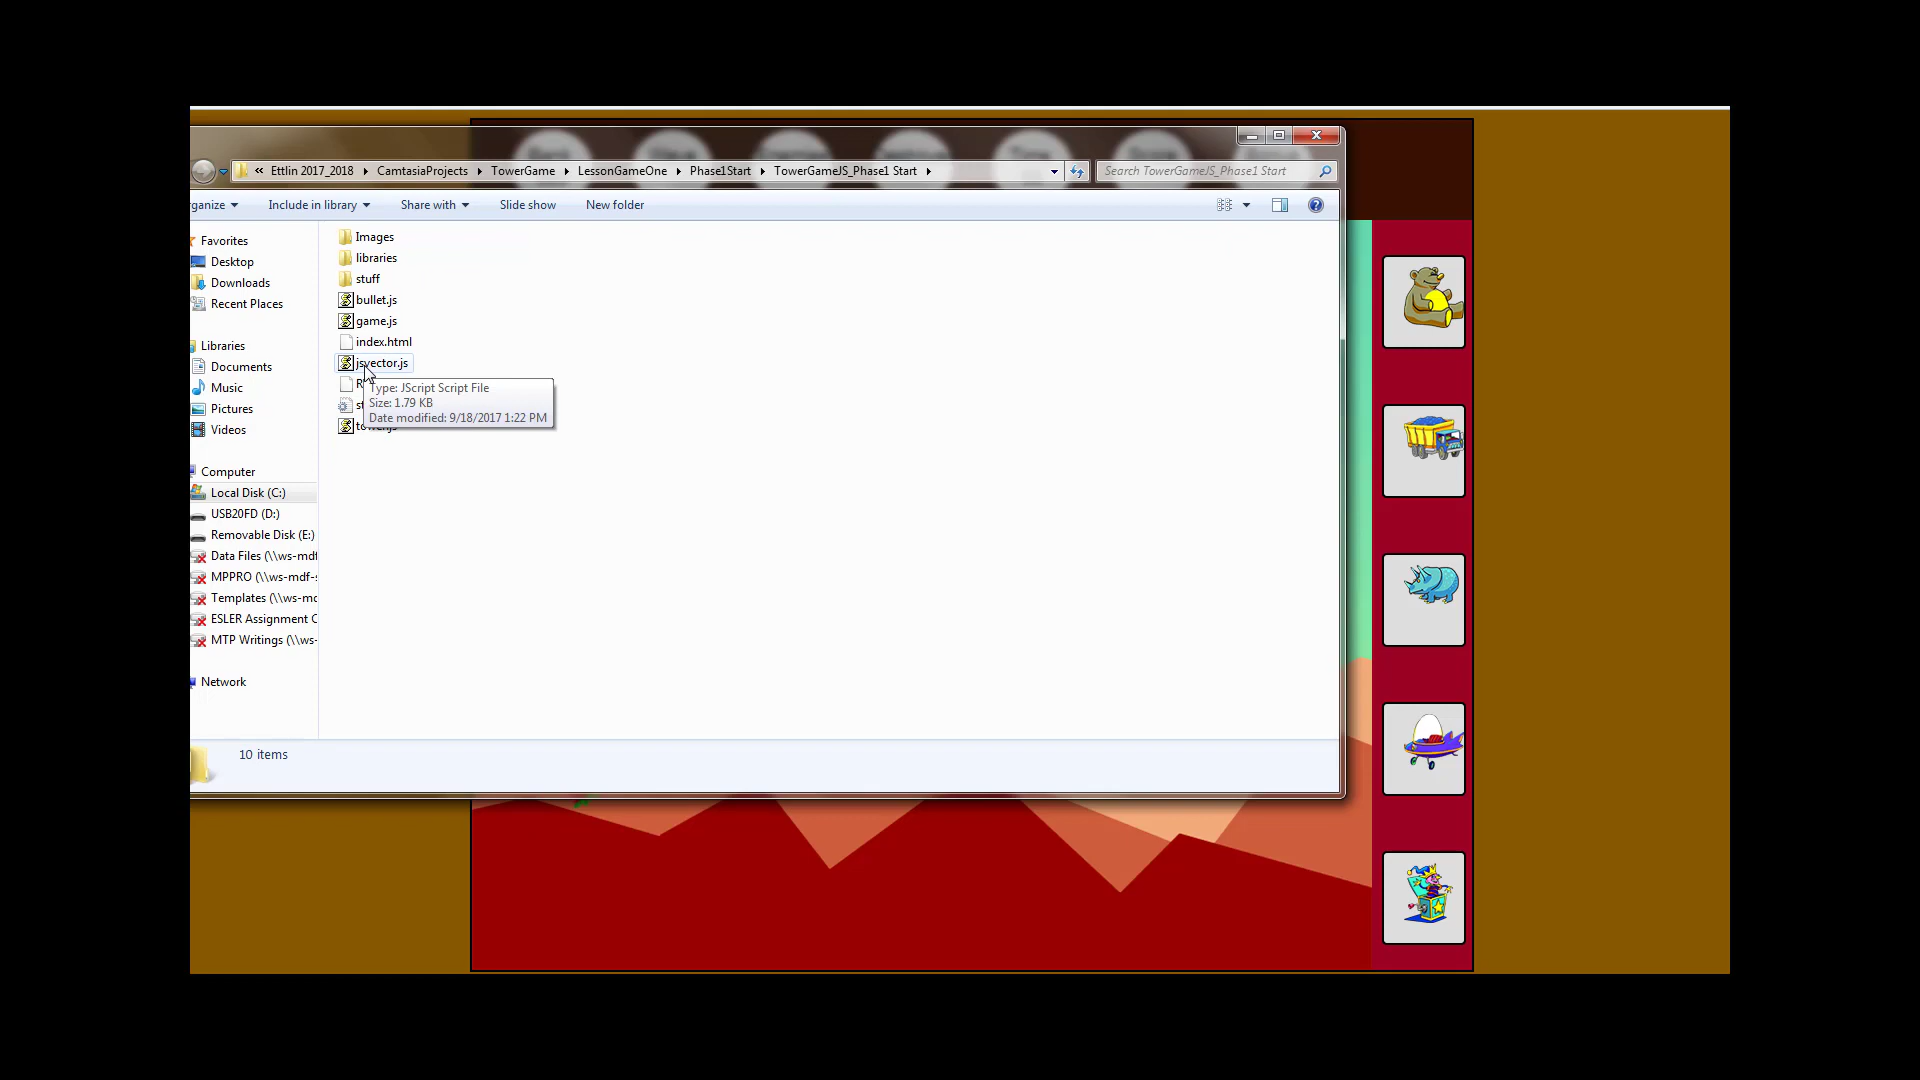 « Ettlin 2017_2018 CamtasiaProjects TowerGame LessonGameOne Phase1Start TowerGameJS_Phase1 Start
Search TowerGameJS_Phase1 Start
rganize Include in library Share with Slide show New folder
Favorites
Desktop
Downloads
Recent Places
Libraries
Documents
Music
Pictures
Videos
Computer
Local Disk (C:)
USB20FD (D:)
Removable Disk (E:)
Data Files (\\ws-mdf
MPPRO (\\ws-mdf-s
Templates (\\ws-mc
ESLER Assignment C
MTP Writings (\\ws-
Network
Images
libraries
stuff
bullet.js
game.js
index.html
jsvector.js
Type: JScript Script File
Size: 1.79 KB
Date modified: 9/18/2017 1:22 PM
10 items